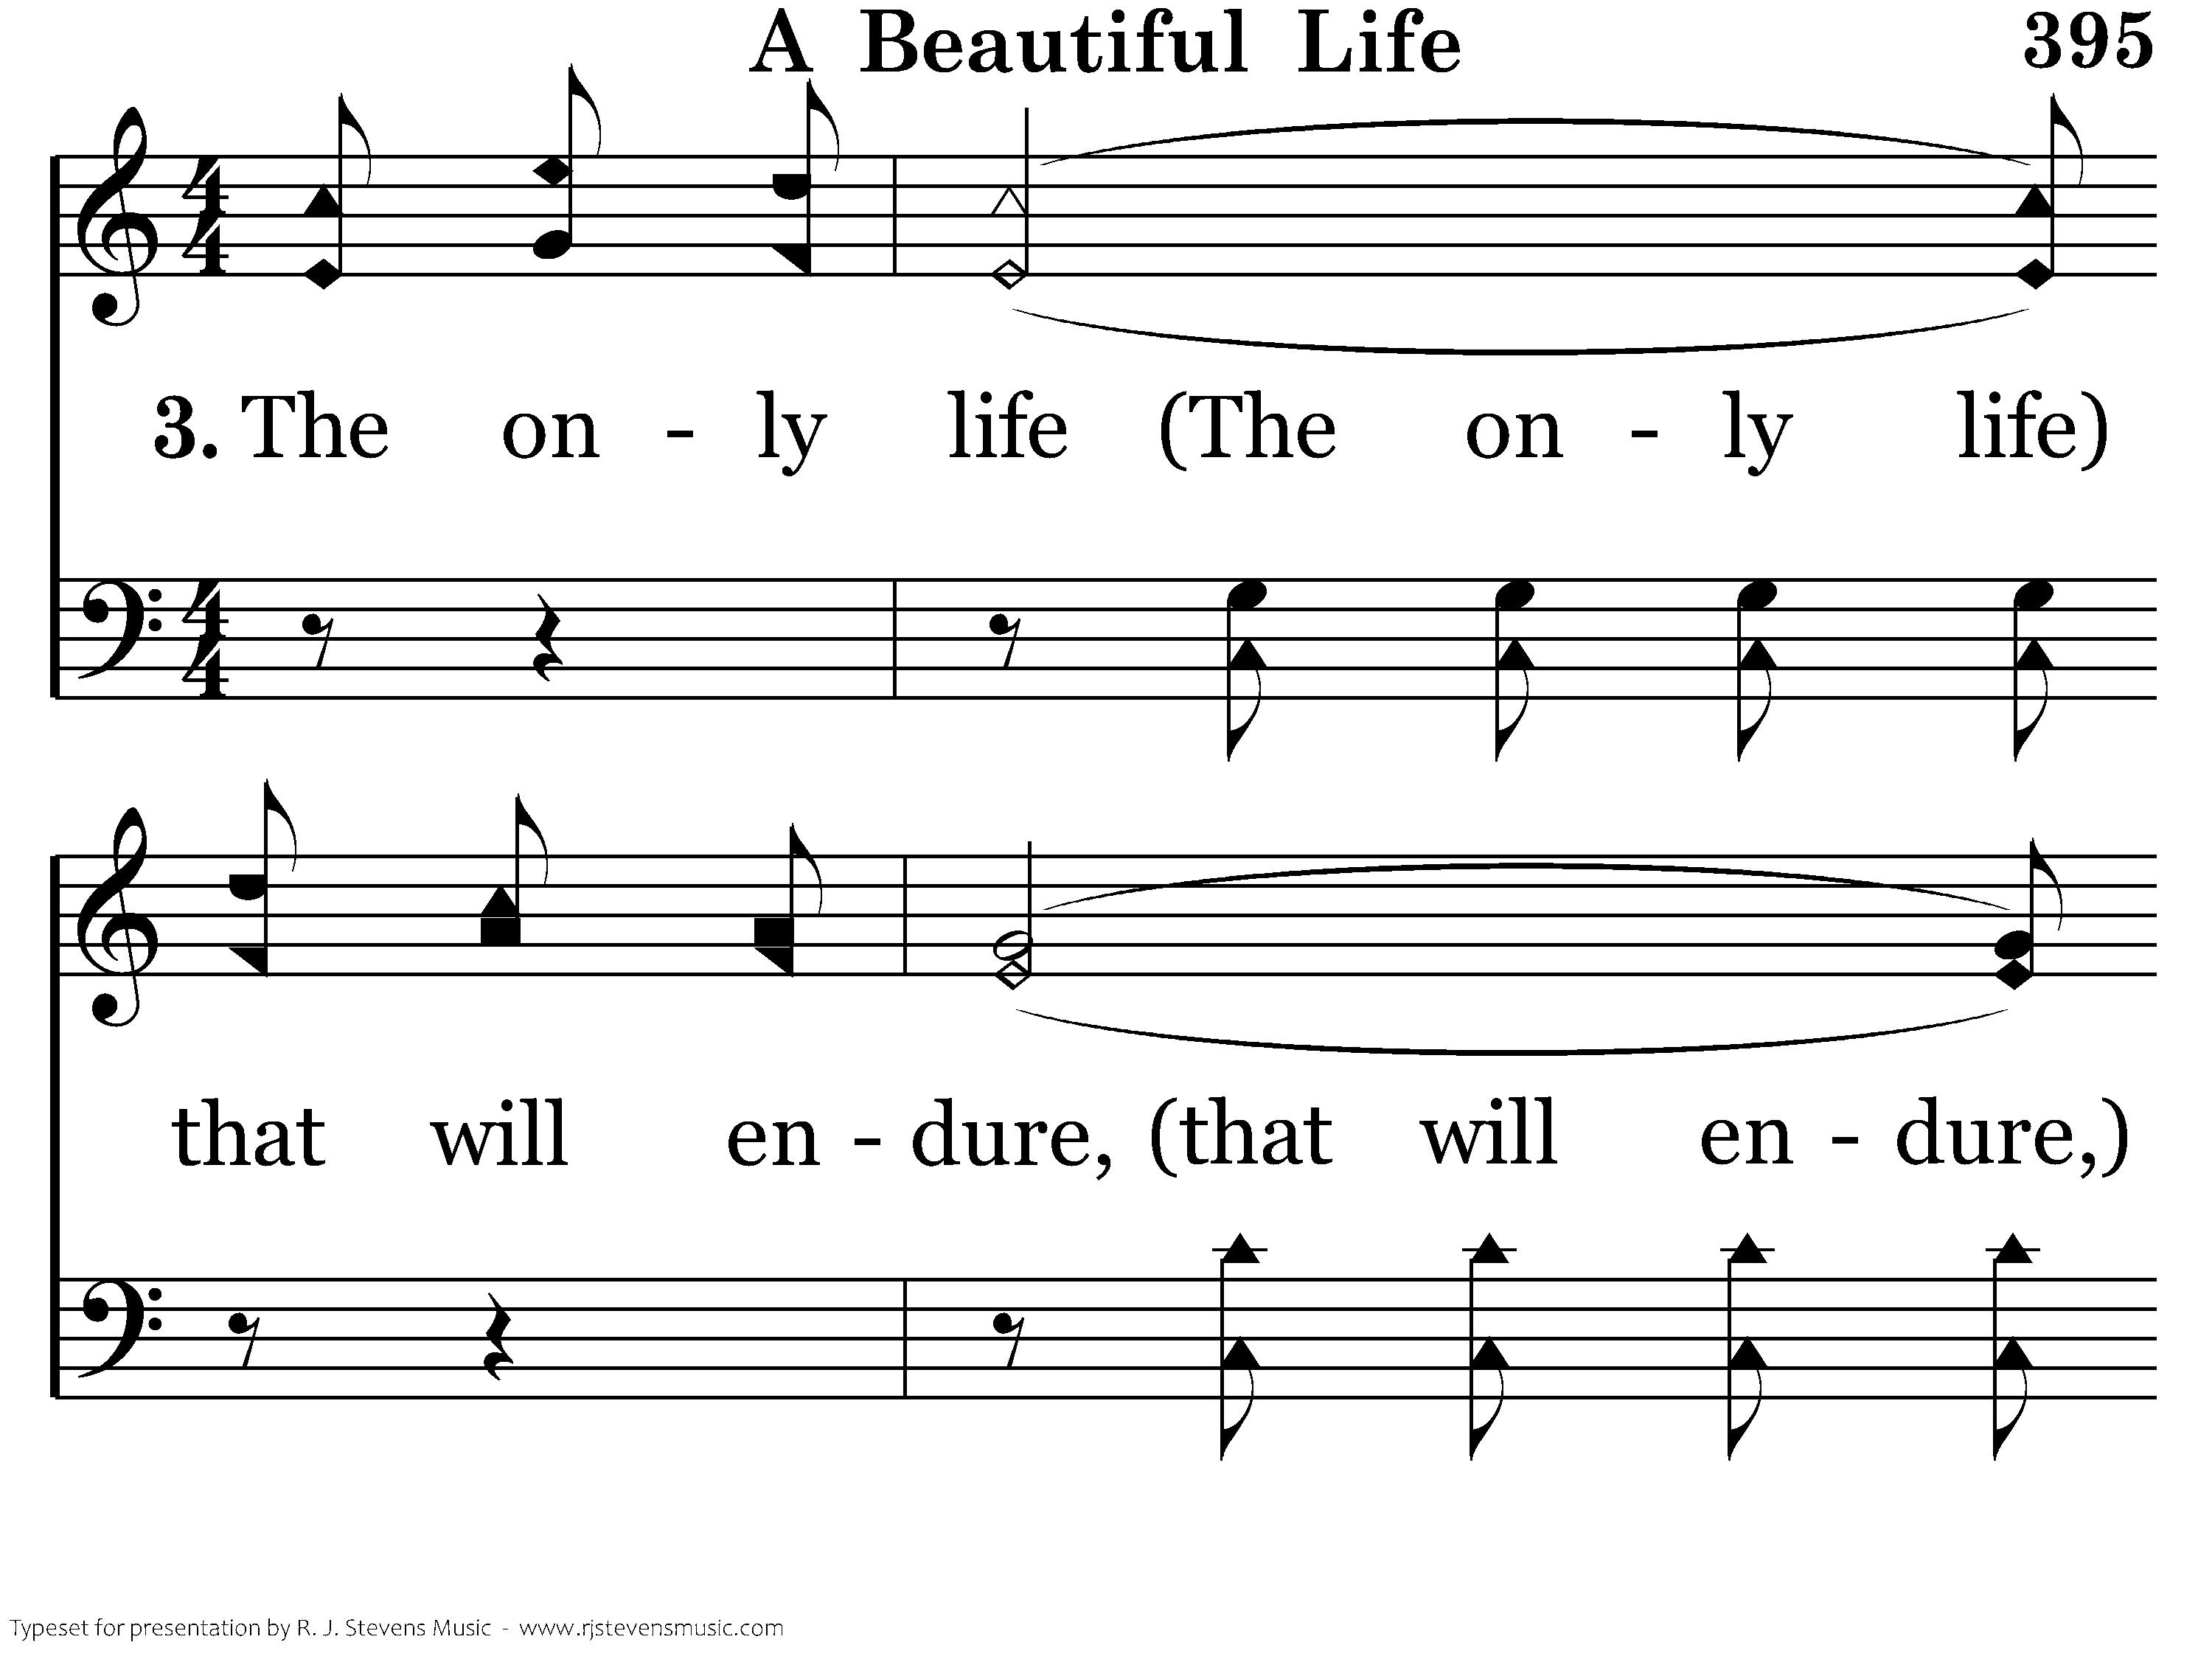 A Beautiful Life 395
3. The on - ly life (The on - ly life)
that will en - dure, (that will en - dure,)
Typeset for presentation by R. J. Stevens Music - www.rjstevensmusic.com